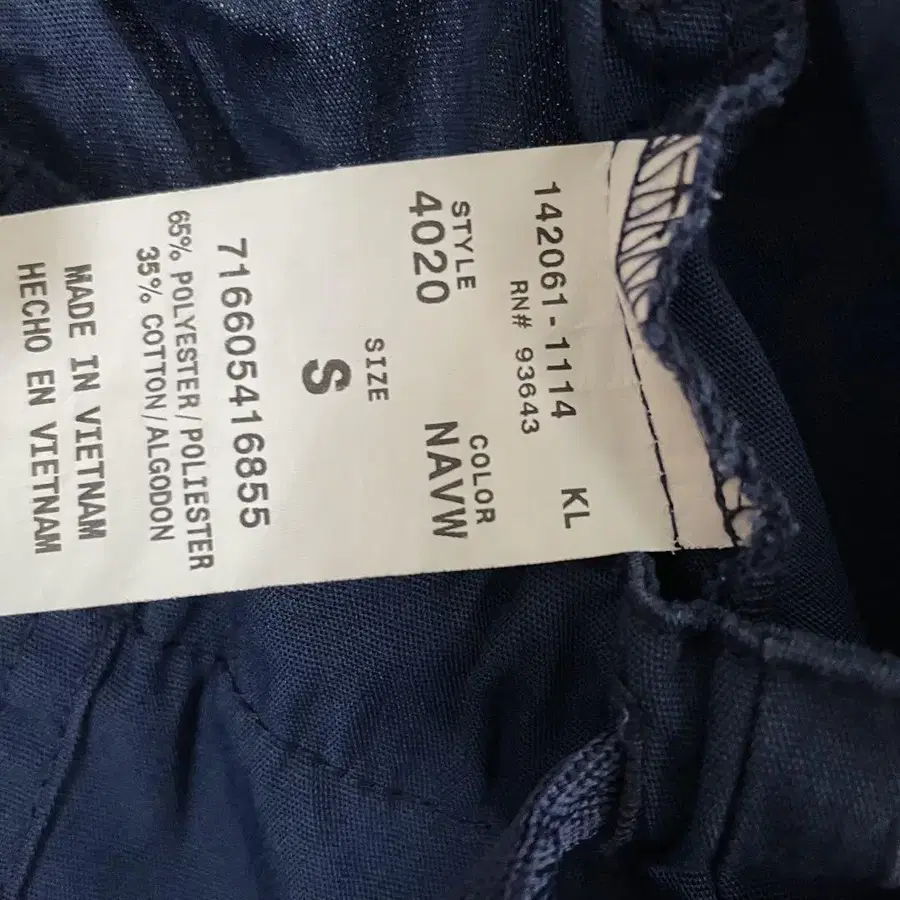 142061-1114 KL
RN# 93643
STYLE
4020
COLOR
NAVW
SIZE
S
716605416855
65% POLYESTER/POLIESTER
35% COTTON/ALGODON
MADE IN VIETNAM
HECHO EN VIETNAM